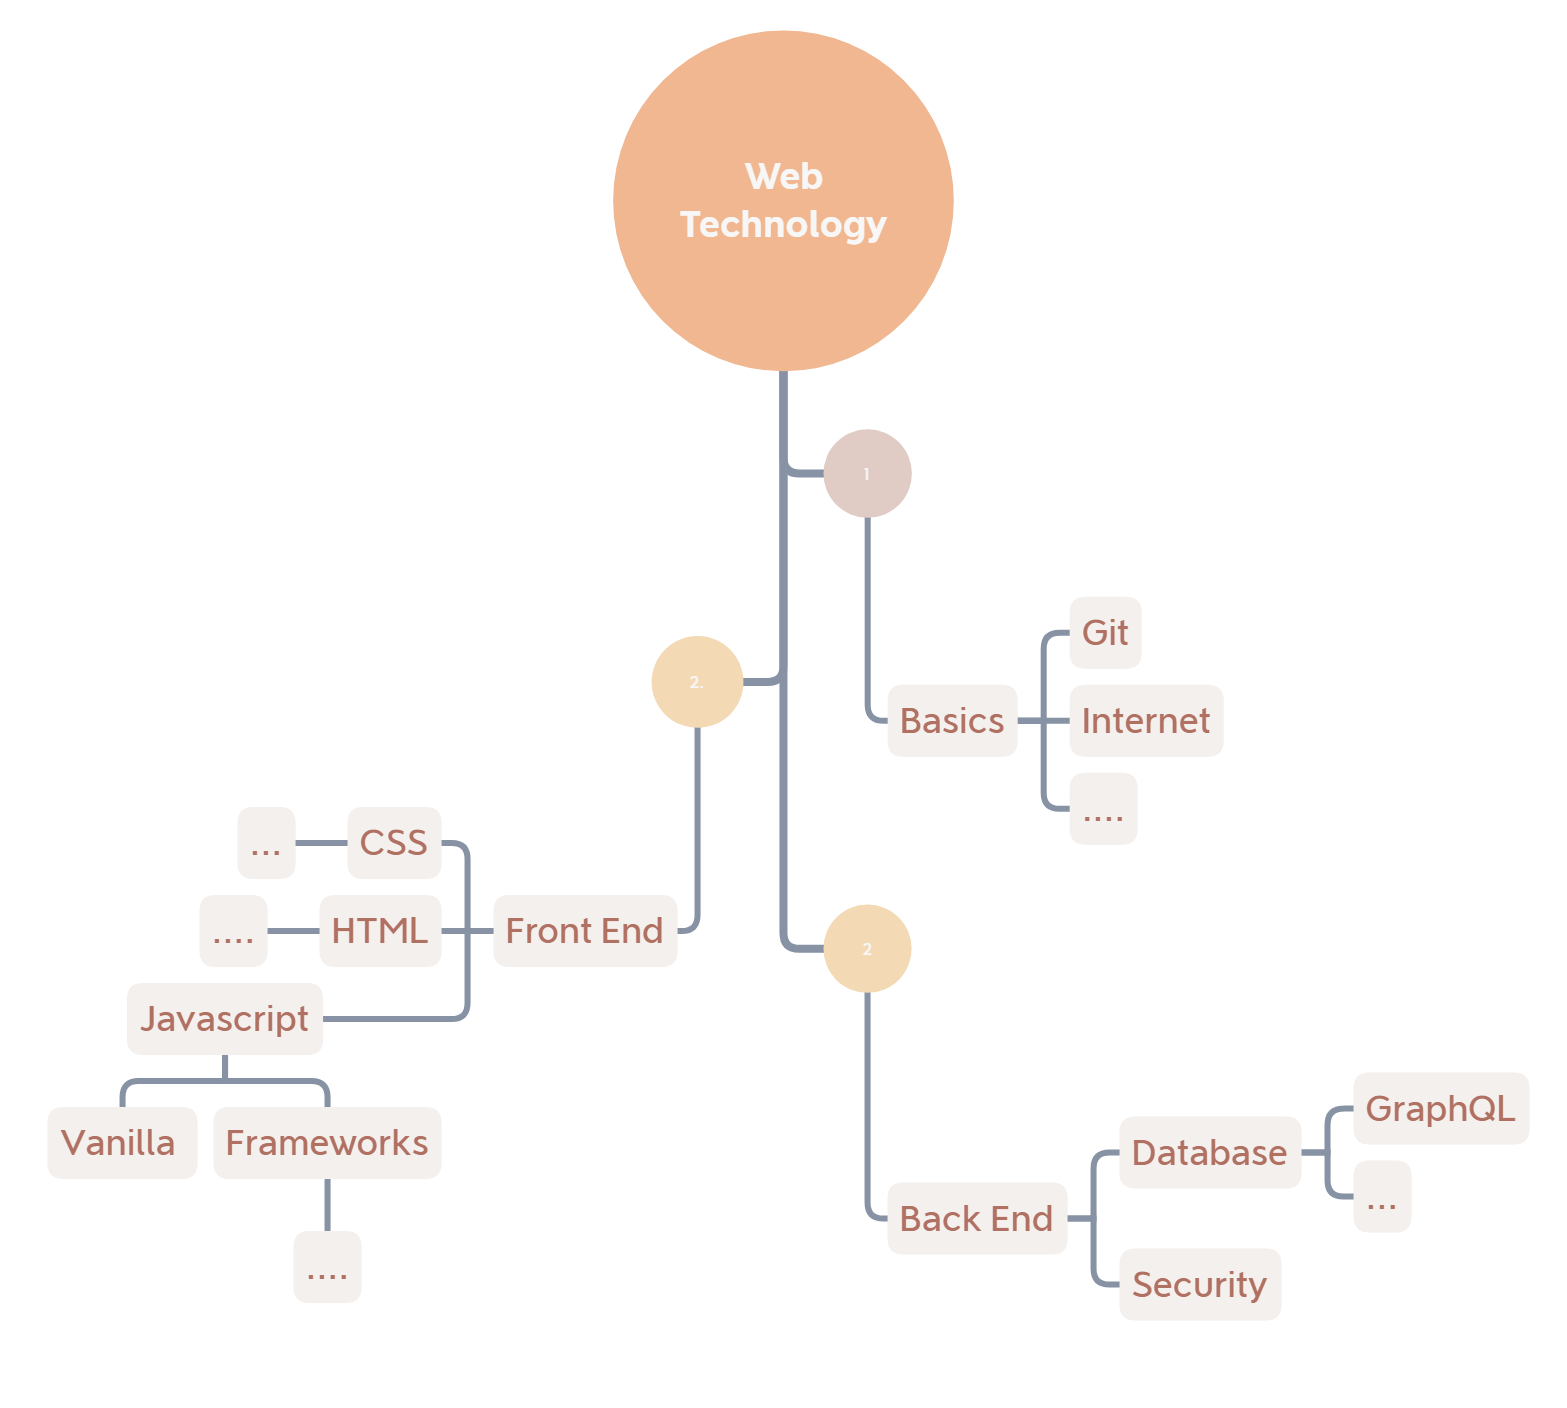 Web
Technology
1
Git
2.
Basics
Internet
....
...
CSS
....
HTML
Front End
2
Javascript
GraphQL
Vanilla
Frameworks
Database
...
Back End
....
Security